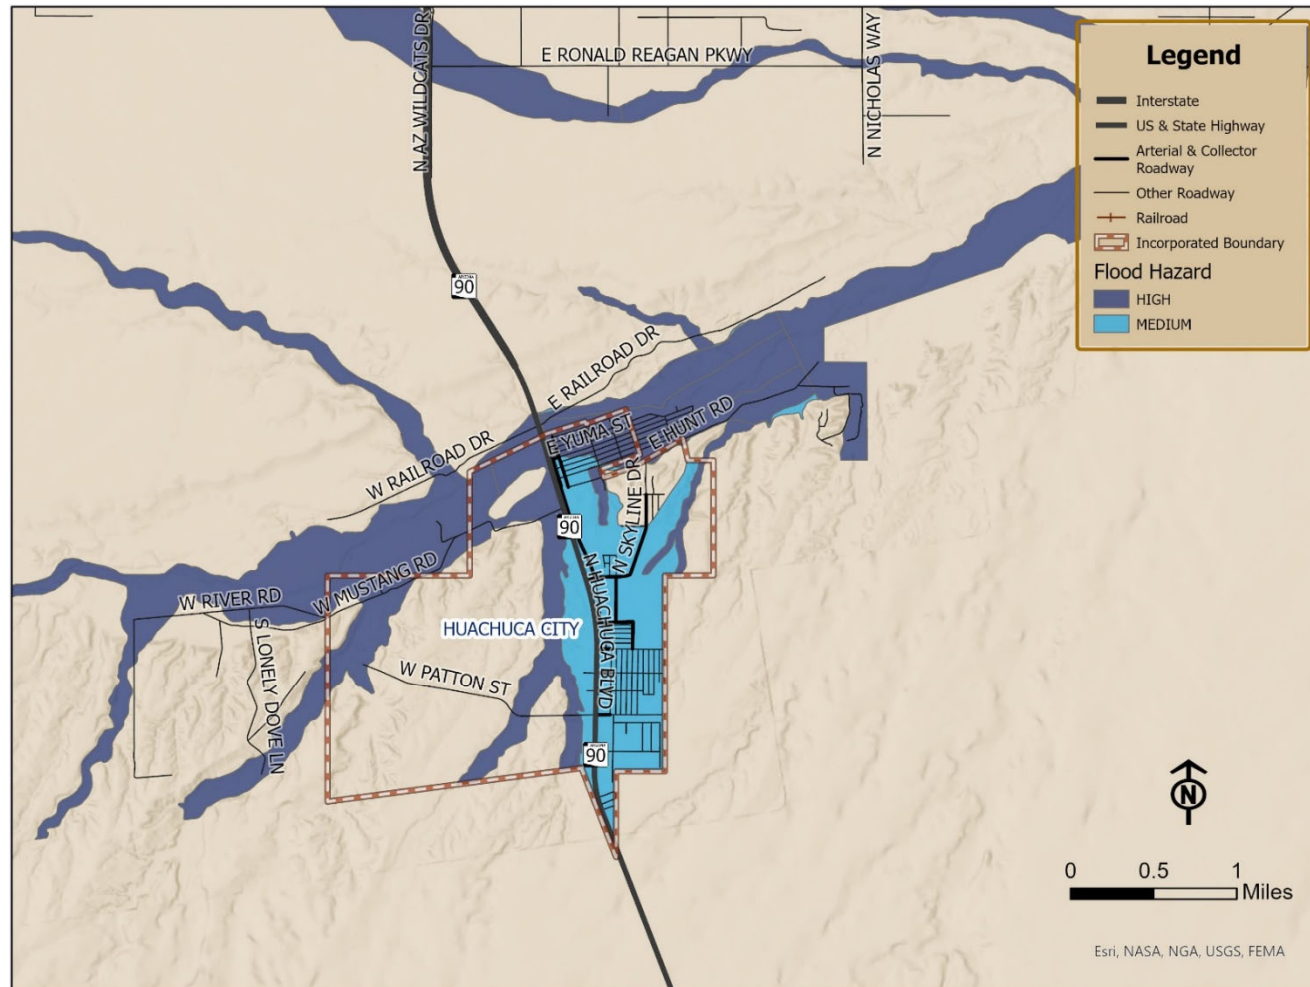 N AZ WILDCATS DR
E RONALD REAGAN PKWY
N NICHOLAS WAY
Legend
Interstate
US & State Highway
Arterial & Collector
Roadway
Other Roadway
Railroad
Incorporated Boundary
Flood Hazard
HIGH
MEDIUM
90
E RAILROAD DR
W RAILROAD DR
E YUMA ST
E HUNT RD
90
W SKYLINE DR
W RIVER RD
W MUSTANG RD
S LONELY DOVE LN
HUACHUCA CITY
N HUACHUCA BLVD
W PATTON ST
90
N
0 0.5 1
Miles
Esri, NASA, NGA, USGS, FEMA